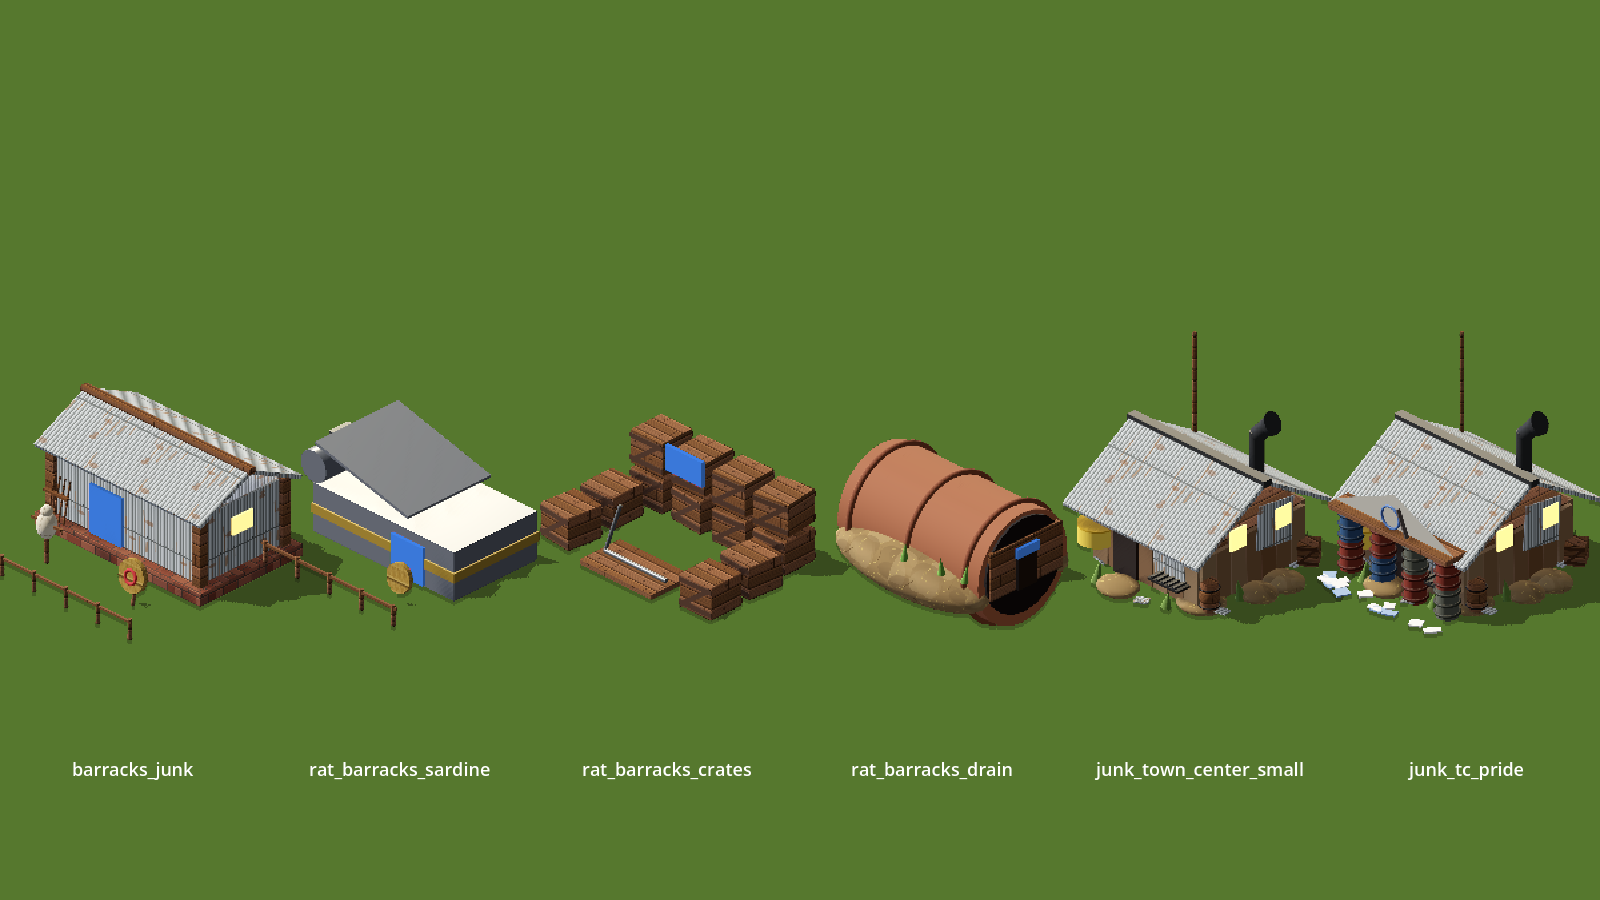 barracks_junk
rat_barracks_sardine
rat_barracks_crates
rat_barracks_drain
junk_town_center_small
junk_tc_pride